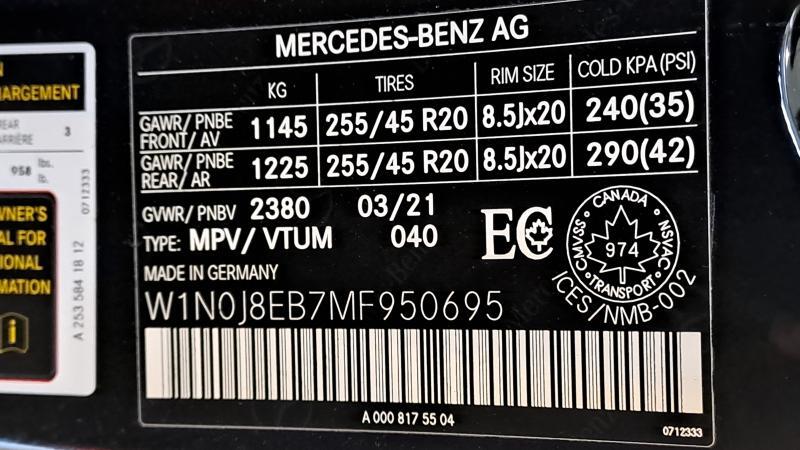 N
HARGEMENT
REAR
ARRIÈRE 3
958 lbs.
lb.
OWNER'S
AL FOR
IONAL
MATION
i
0712333
A 253 584 18 12
MERCEDES-BENZ AG
KG TIRES RIM SIZE COLD KPA (PSI)
GAWR/ PNBE FRONT/ AV 1145 255/45 R20 8.5Jx20 240(35)
GAWR/ PNBE REAR/ AR 1225 255/45 R20 8.5Jx20 290(42)
GVWR/ PNBV 2380 03/21
TYPE: MPV/ VTUM 040
MADE IN GERMANY
W1N0J8EB7MF950695
EC
CANADA
CMVSS 974 NSVAC
TRANSPORT
ICES/NMB-002
A 000 817 55 04
0712333